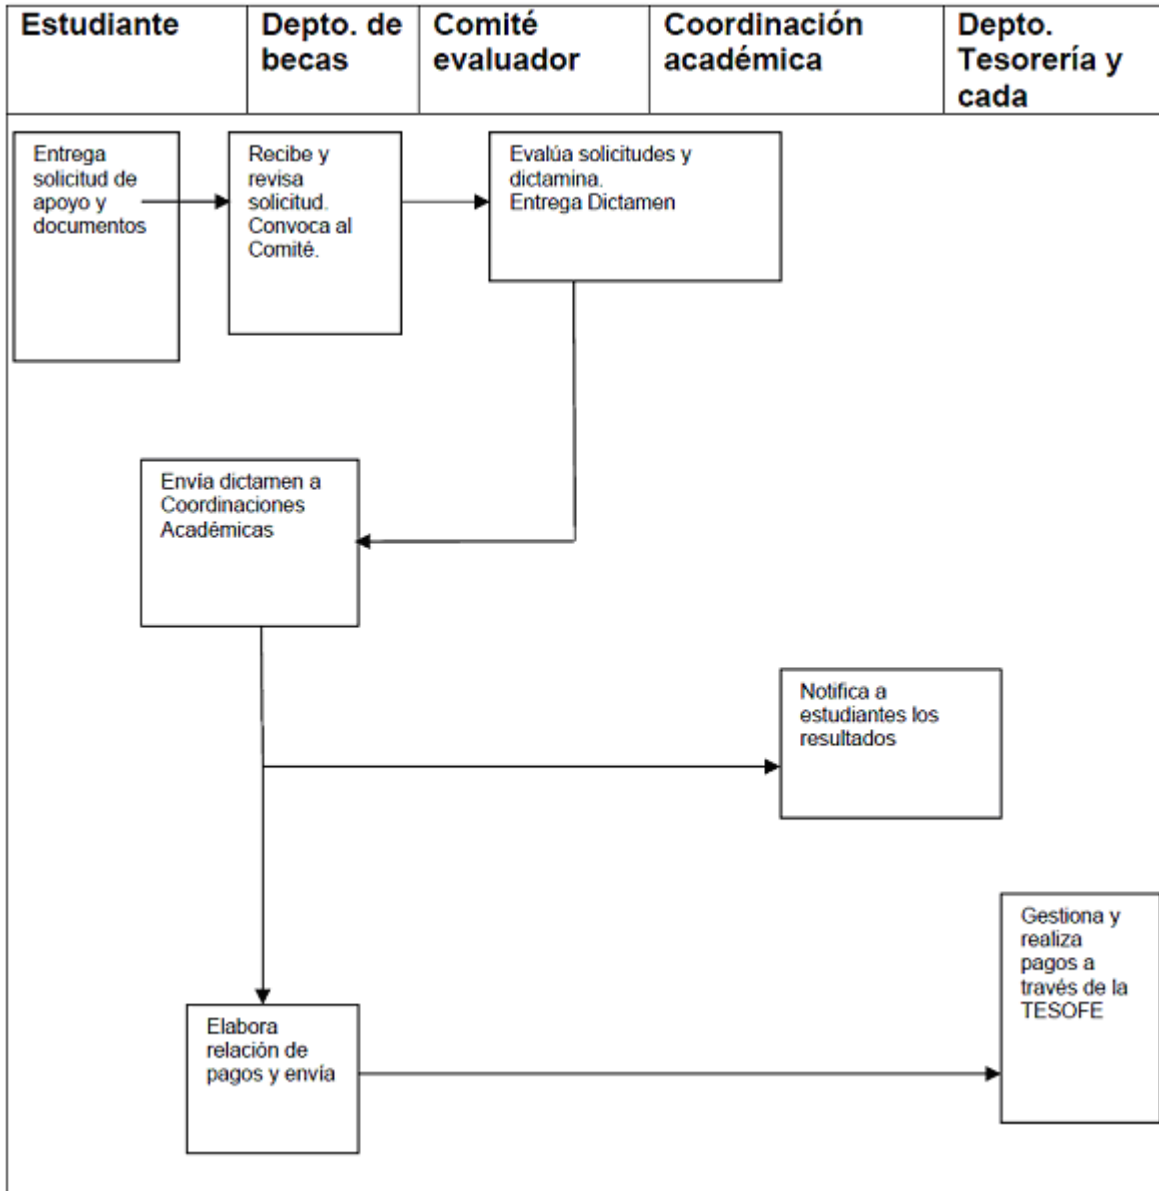 Estudiante
Depto. de
becas
Comité
evaluador
Coordinación
académica
Depto.
Tesorería y
cada
Entrega
solicitud de
apoyo y
documentos
Recibe y
revisa
solicitud.
Convoca al
Comité.
Evalúa solicitudes y
dictamina.
Entrega Dictamen
Envía dictamen a
Coordinaciones
Académicas
Notifica a
estudiantes los
resultados
Gestiona y
realiza
pagos a
través de la
TESOFE
Elabora
relación de
pagos y envía